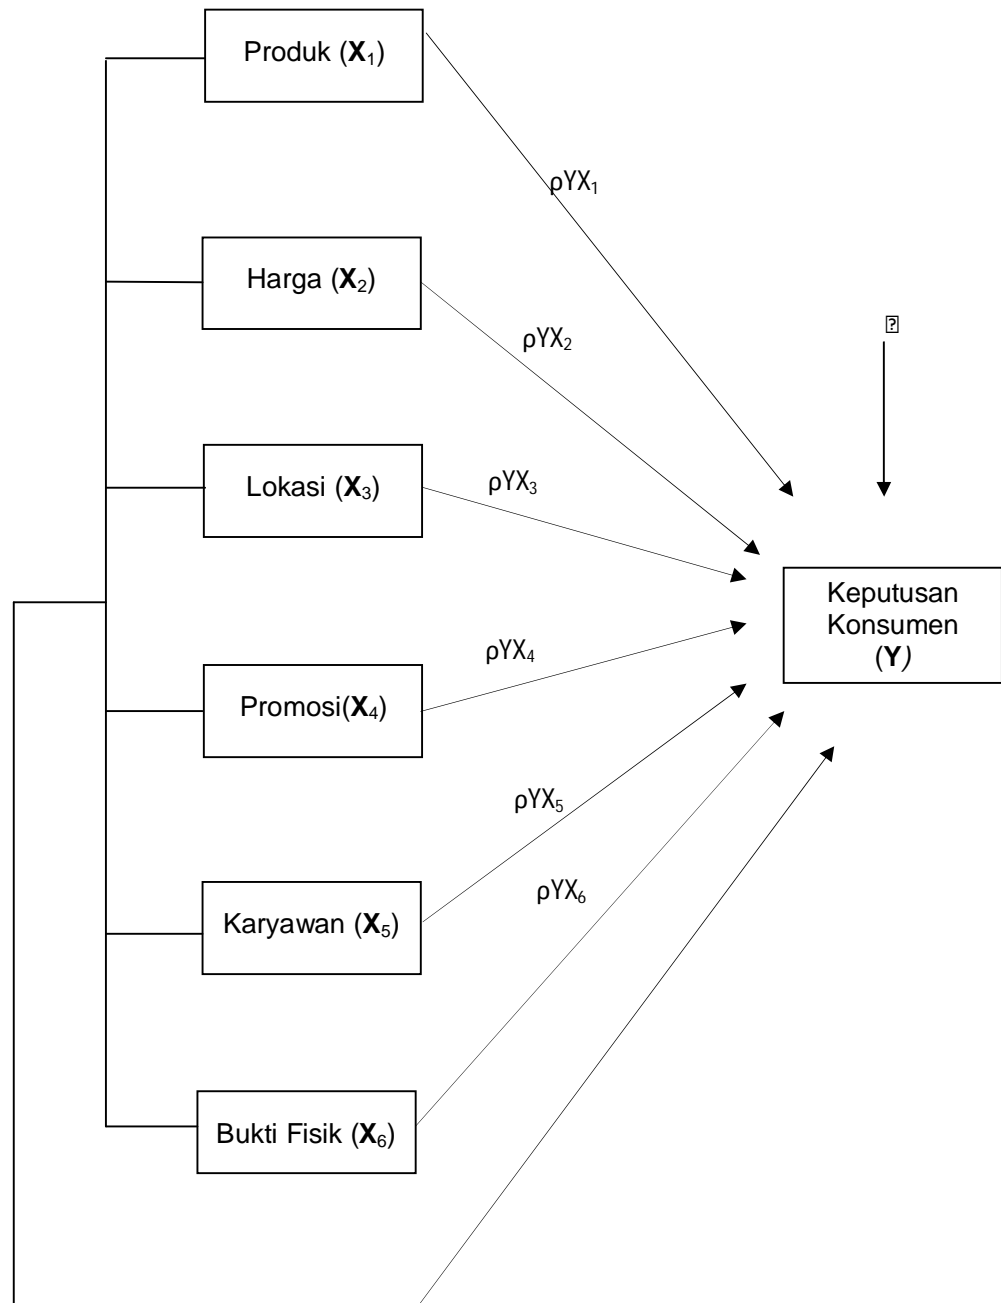 Produk (X₁)
ρYX₁
Harga (X₂)
ρYX₂
Lokasi (X₃)
ρYX₃
Keputusan
Konsumen
(Y)
Promosi(X₄)
ρYX₄
Karyawan (X₅)
ρYX₅
Bukti Fisik (X₆)
ρYX₆